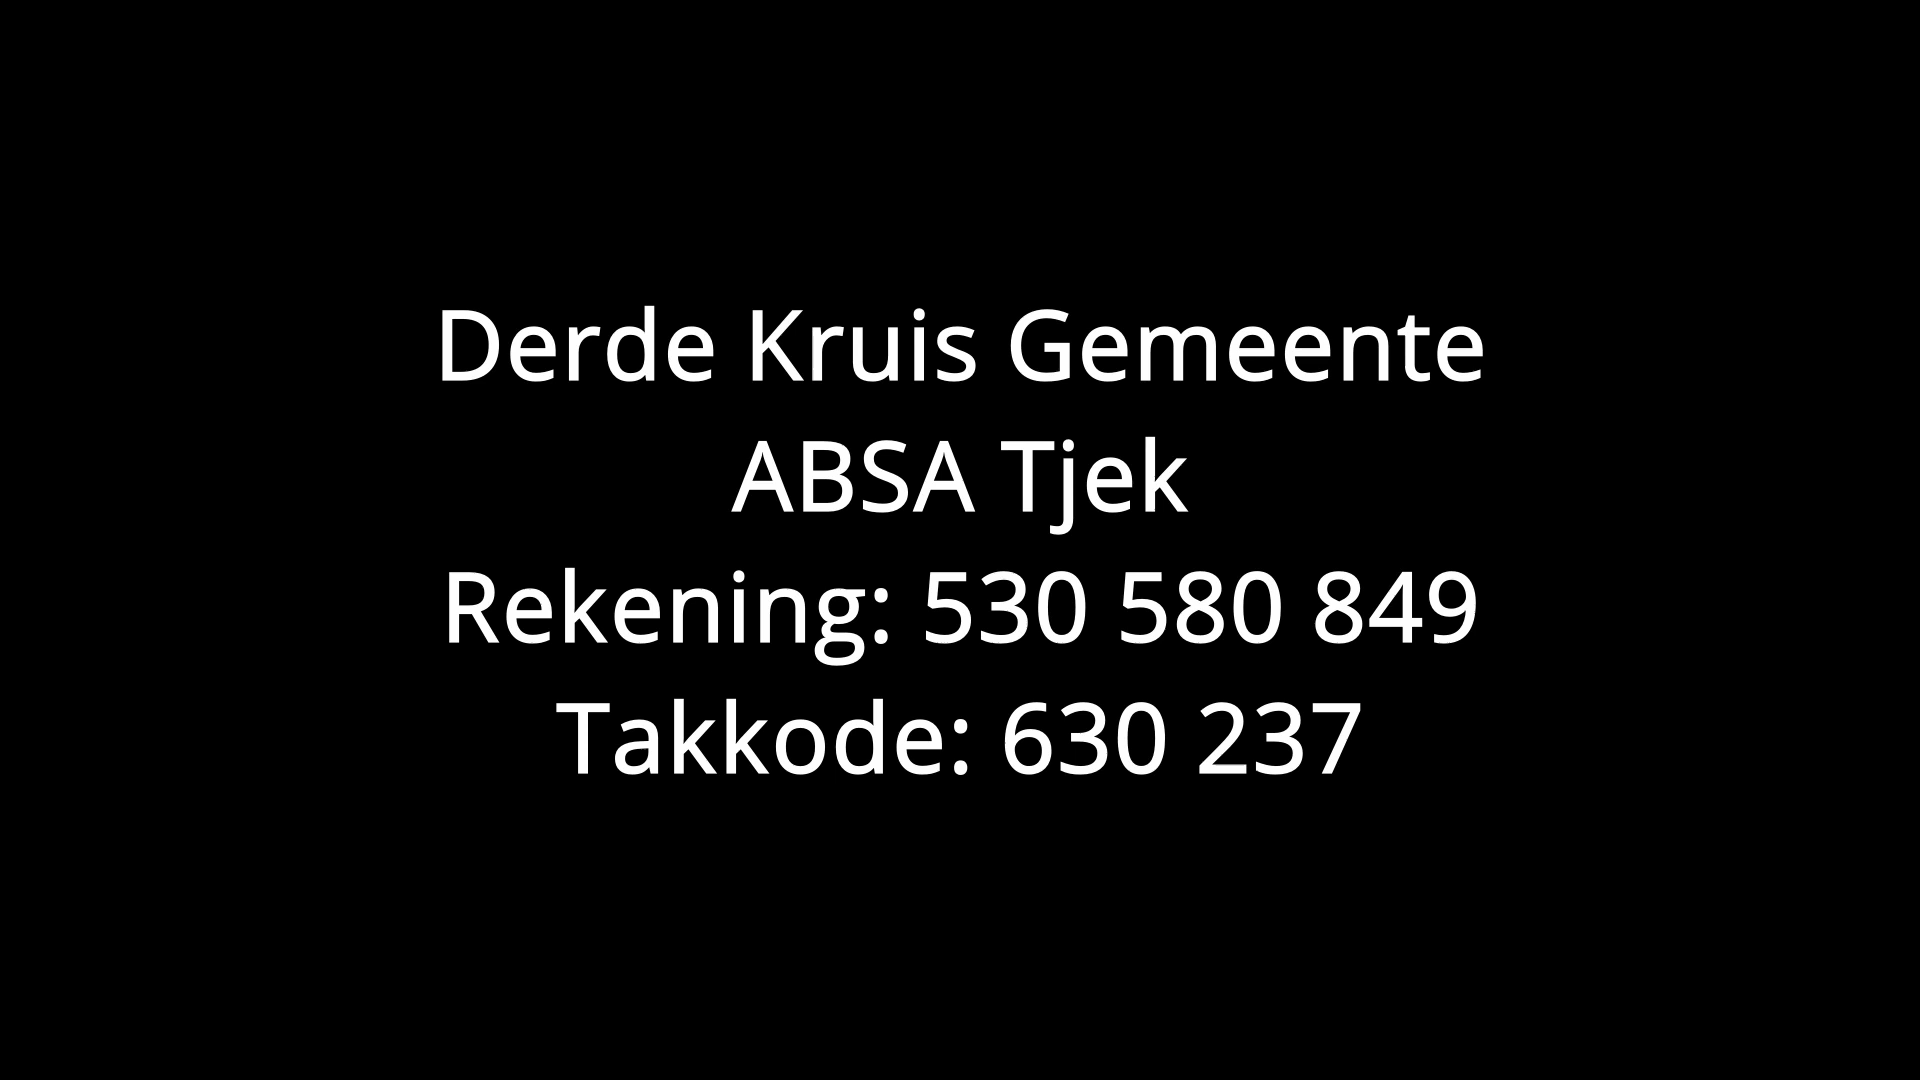 Derde Kruis Gemeente
ABSA Tjek
Rekening: 530 580 849
Takkode: 630 237